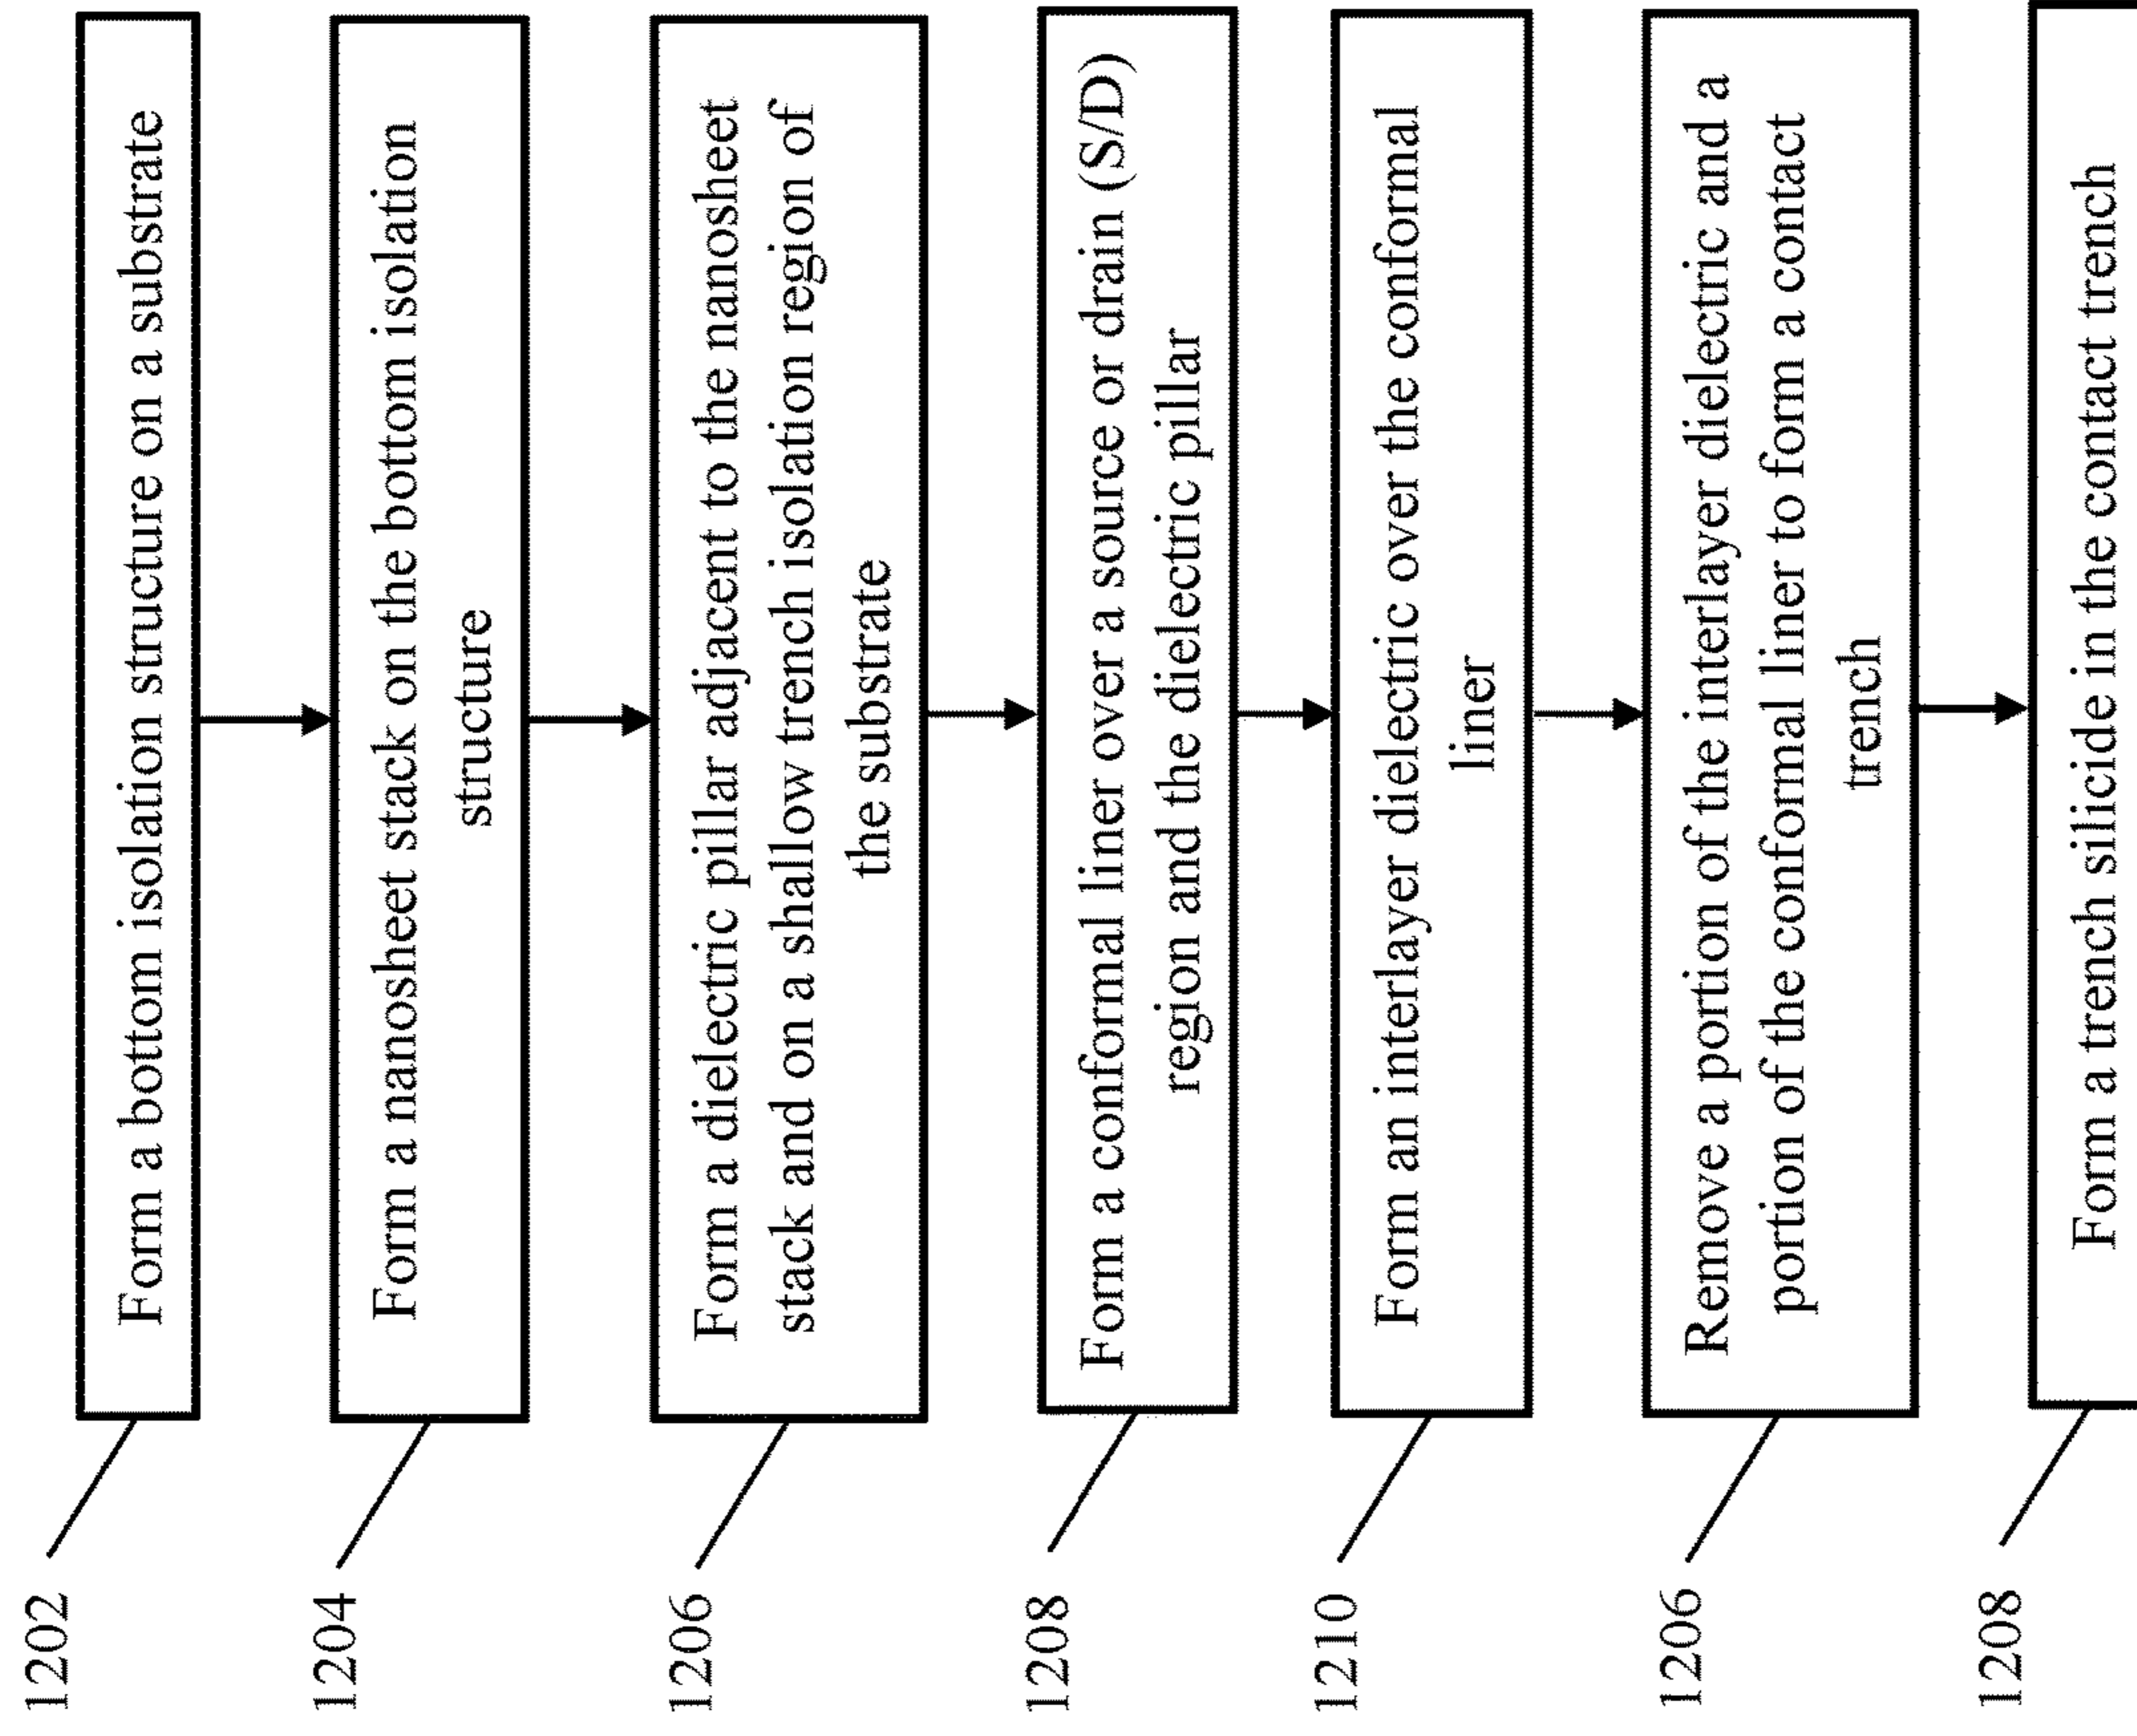 1202
Form a bottom isolation structure on a substrate
1204
Form a nanosheet stack on the bottom isolation
structure
1206
Form a dielectric pillar adjacent to the nanosheet
stack and on a shallow trench isolation region of
the substrate
1208
Form a conformal liner over a source or drain (S/D)
region and the dielectric pillar
1210
Form an interlayer dielectric over the conformal
liner
1206
Remove a portion of the interlayer dielectric and a
portion of the conformal liner to form a contact
trench
1208
Form a trench silicide in the contact trench